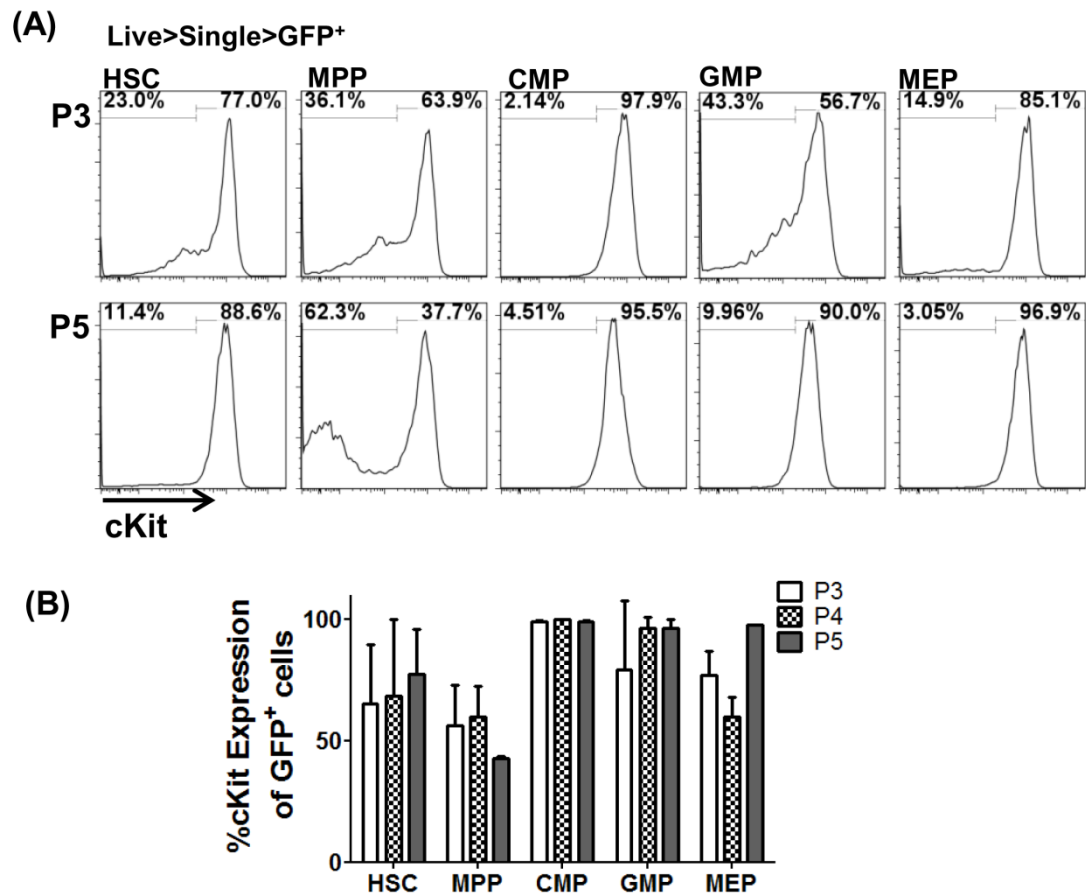 (A)
Live>Single>GFP+
HSC MPP CMP GMP MEP
P3
23.0% 77.0% 36.1% 63.9% 2.14% 97.9% 43.3% 56.7% 14.9% 85.1%
P5
11.4% 88.6% 62.3% 37.7% 4.51% 95.5% 9.96% 90.0% 3.05% 96.9%
cKit
(B)
P3
P4
P5
%cKit Expression
of GFP+ cells
100
50
0
HSC MPP CMP GMP MEP